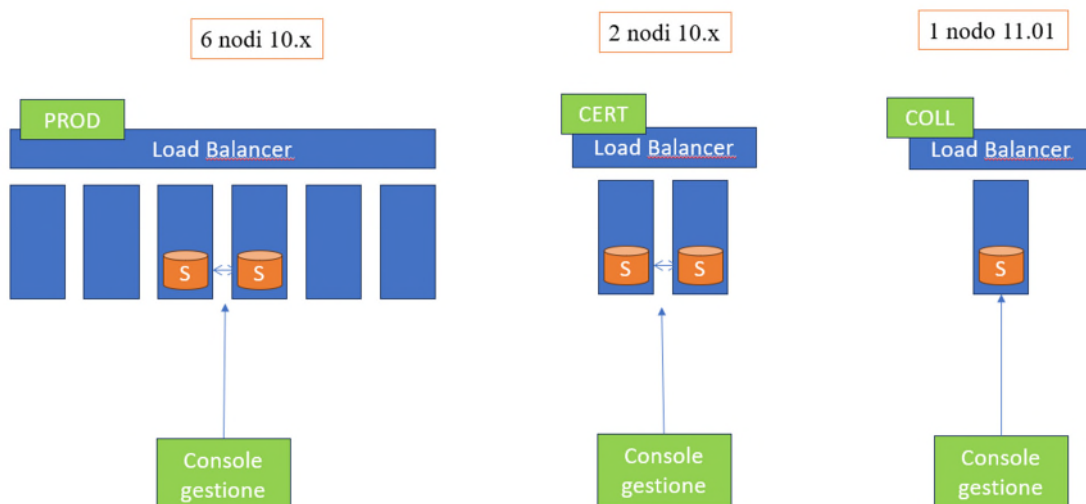 6 nodi 10.x
2 nodi 10.x
1 nodo 11.01
PROD
Load Balancer
CERT
Load Balancer
COLL
Load Balancer
S
S
S
S
S
Console
gestione
Console
gestione
Console
gestione